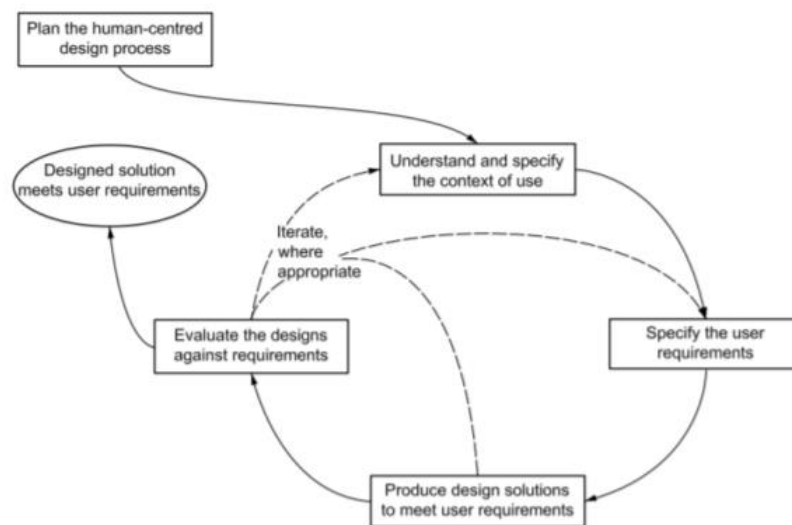 Plan the human-centred
design process
Understand and specify
the context of use
Designed solution
meets user requirements
Iterate,
where
appropriate
Evaluate the designs
against requirements
Specify the user
requirements
Produce design solutions
to meet user requirements